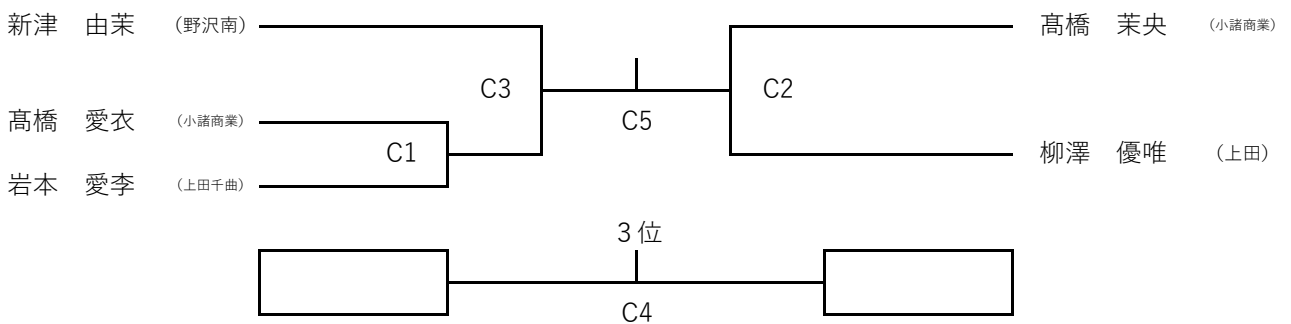 新津　由茉　（野沢南）
髙橋　茉央　（小諸商業）
C3
C2
髙橋　愛衣　（小諸商業）
C5
C1
柳澤　優唯　（上田）
岩本　愛李　（上田千曲）
３位
C4